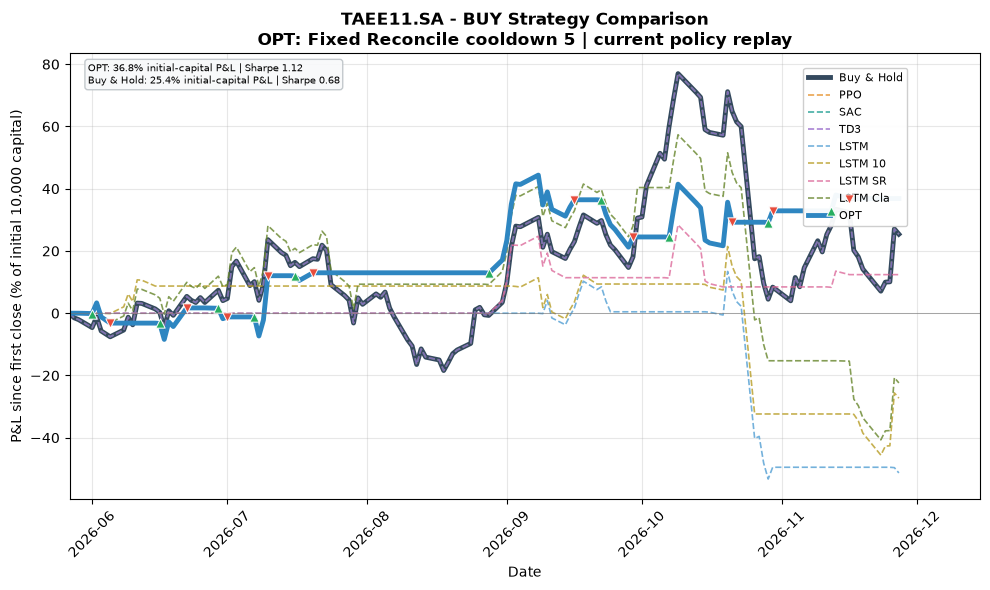 TAEE11.SA - BUY Strategy Comparison
OPT: Fixed Reconcile cooldown 5 | current policy replay
OPT: 36.8% initial-capital P&L | Sharpe 1.12
Buy & Hold: 25.4% initial-capital P&L | Sharpe 0.68
Buy & Hold
PPO
SAC
TD3
LSTM
LSTM 10
LSTM SR
LSTM Cla
OPT
P&L since first close (% of initial 10,000 capital)
80
60
40
20
0
−20
−40
2026-06
2026-07
2026-08
2026-09
2026-10
2026-11
2026-12
Date